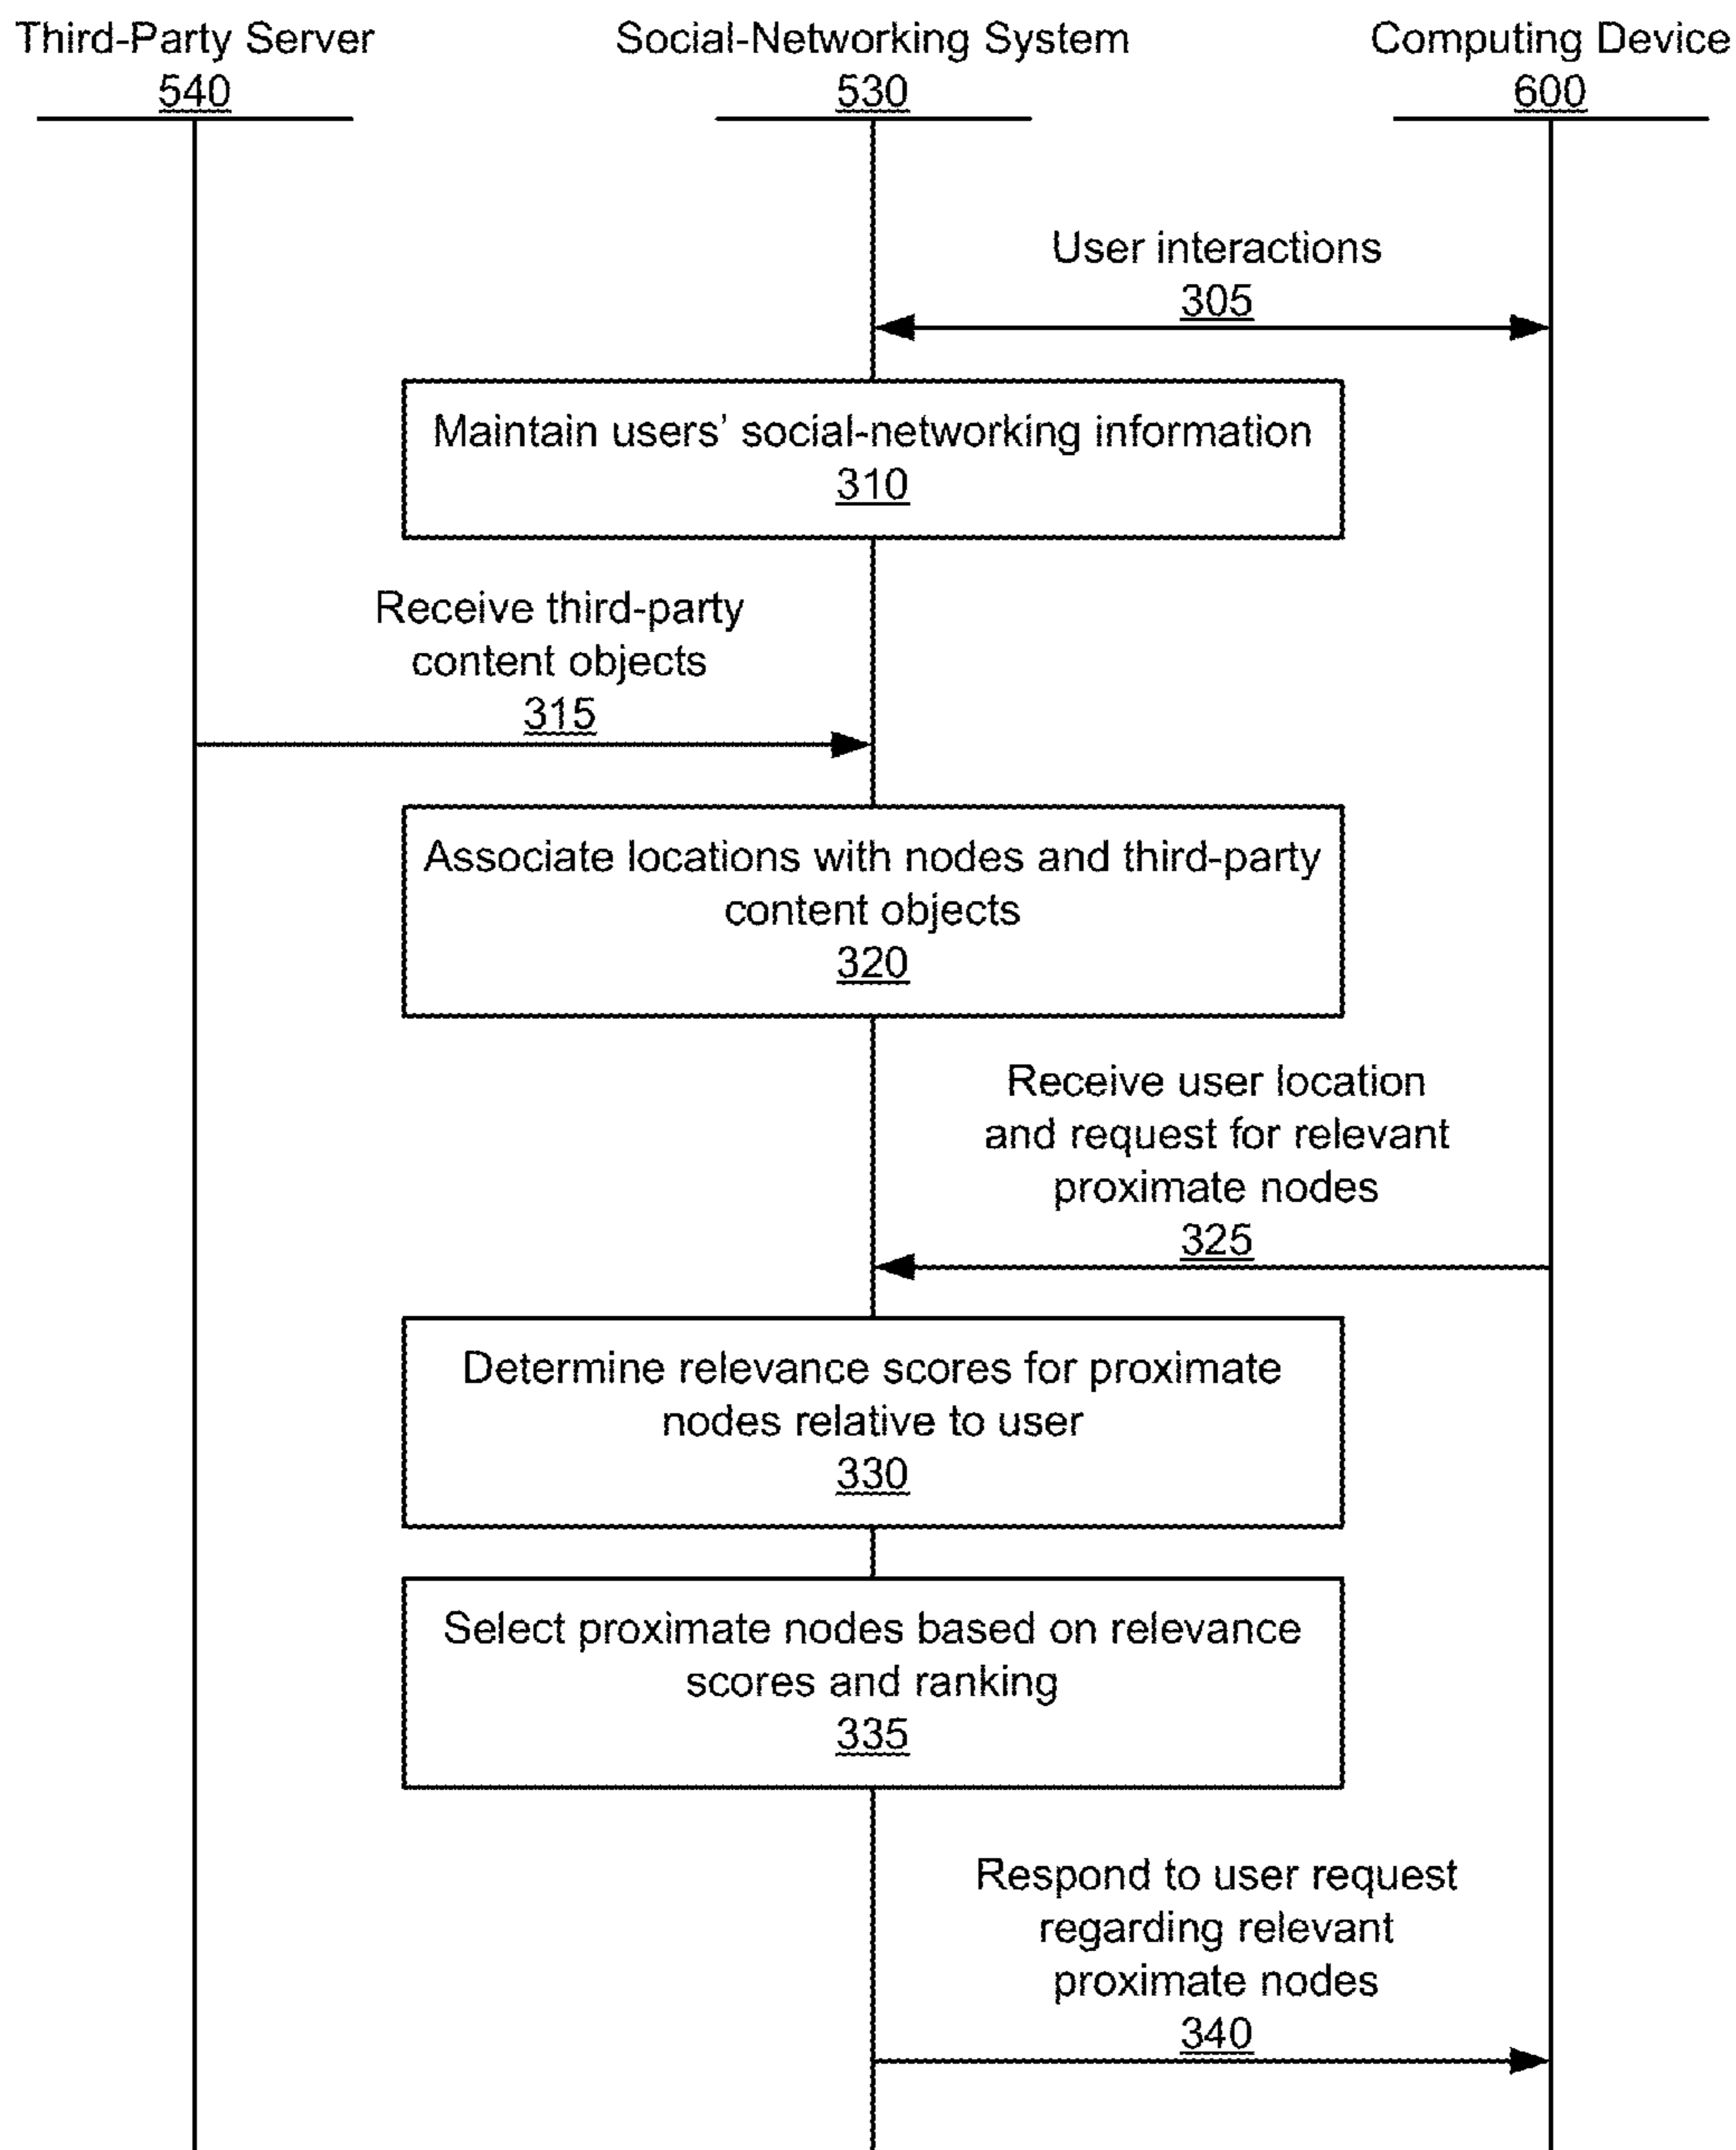 Third-Party Server
540
Social-Networking System
530
Computing Device
600
User interactions
305
Maintain users’ social-networking information
310
Receive third-party
content objects
315
Associate locations with nodes and third-party
content objects
320
Receive user location
and request for relevant
proximate nodes
325
Determine relevance scores for proximate
nodes relative to user
330
Select proximate nodes based on relevance
scores and ranking
335
Respond to user request
regarding relevant
proximate nodes
340